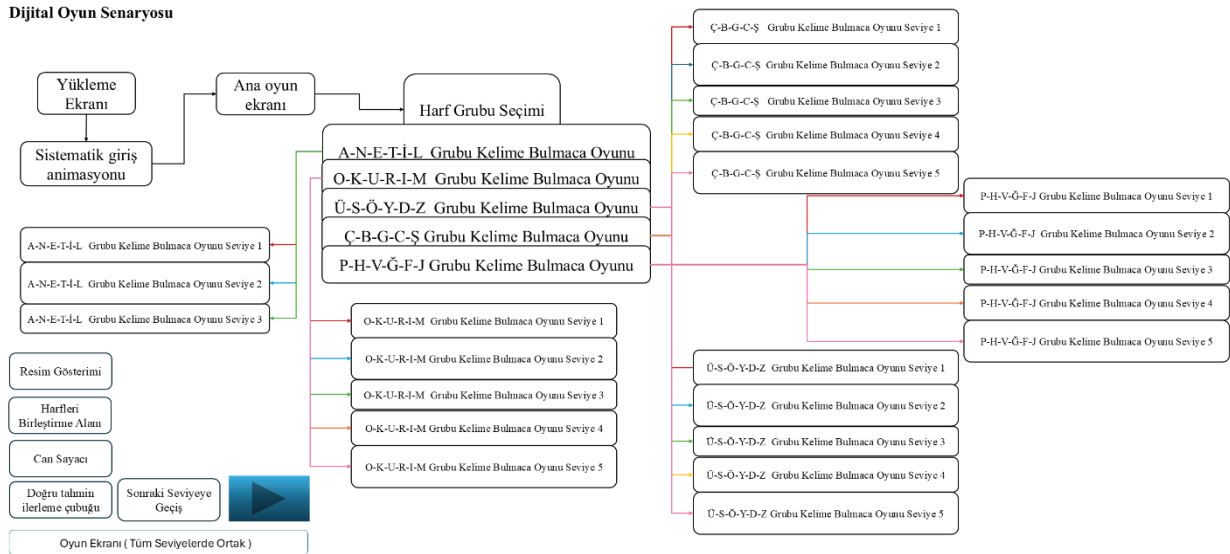 Dijital Oyun Senaryosu
Yükleme
Ekranı
Ana oyun
ekranı
Sistematik giriş
animasyonu
Harf Grubu Seçimi
A-N-E-T-İ-L Grubu Kelime Bulmaca Oyunu
O-K-U-R-I-M Grubu Kelime Bulmaca Oyunu
Ü-S-Ö-Y-D-Z Grubu Kelime Bulmaca Oyunu
Ç-B-G-C-Ş Grubu Kelime Bulmaca Oyunu
P-H-V-Ğ-F-J Grubu Kelime Bulmaca Oyunu
Ç-B-G-C-Ş Grubu Kelime Bulmaca Oyunu Seviye 1
Ç-B-G-C-Ş Grubu Kelime Bulmaca Oyunu Seviye 2
Ç-B-G-C-Ş Grubu Kelime Bulmaca Oyunu Seviye 3
Ç-B-G-C-Ş Grubu Kelime Bulmaca Oyunu Seviye 4
Ç-B-G-C-Ş Grubu Kelime Bulmaca Oyunu Seviye 5
P-H-V-Ğ-F-J Grubu Kelime Bulmaca Oyunu Seviye 1
P-H-V-Ğ-F-J Grubu Kelime Bulmaca Oyunu Seviye 2
P-H-V-Ğ-F-J Grubu Kelime Bulmaca Oyunu Seviye 3
P-H-V-Ğ-F-J Grubu Kelime Bulmaca Oyunu Seviye 4
P-H-V-Ğ-F-J Grubu Kelime Bulmaca Oyunu Seviye 5
A-N-E-T-İ-L Grubu Kelime Bulmaca Oyunu Seviye 1
A-N-E-T-İ-L Grubu Kelime Bulmaca Oyunu Seviye 2
A-N-E-T-İ-L Grubu Kelime Bulmaca Oyunu Seviye 3
O-K-U-R-I-M Grubu Kelime Bulmaca Oyunu Seviye 1
O-K-U-R-I-M Grubu Kelime Bulmaca Oyunu Seviye 2
O-K-U-R-I-M Grubu Kelime Bulmaca Oyunu Seviye 3
O-K-U-R-I-M Grubu Kelime Bulmaca Oyunu Seviye 4
O-K-U-R-I-M Grubu Kelime Bulmaca Oyunu Seviye 5
Ü-S-Ö-Y-D-Z Grubu Kelime Bulmaca Oyunu Seviye 1
Ü-S-Ö-Y-D-Z Grubu Kelime Bulmaca Oyunu Seviye 2
Ü-S-Ö-Y-D-Z Grubu Kelime Bulmaca Oyunu Seviye 3
Ü-S-Ö-Y-D-Z Grubu Kelime Bulmaca Oyunu Seviye 4
Ü-S-Ö-Y-D-Z Grubu Kelime Bulmaca Oyunu Seviye 5
Resim Gösterimi
Harfleri
Birleştirme Alanı
Can Sayacı
Doğru tahmin
ilerleme çubuğu
Sonraki Seviyeye
Geçiş
Oyun Ekranı ( Tüm Seviyelerde Ortak )